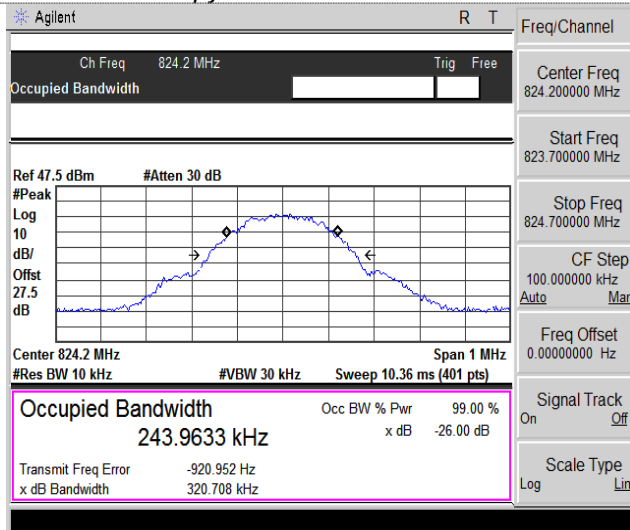 Agilent R T
Freq/Channel
Ch Freq 824.2 MHz Trig Free
Occupied Bandwidth
Center Freq
824.200000 MHz
Start Freq
823.700000 MHz
Stop Freq
824.700000 MHz
CF Step
100.000000 kHz
Auto Man
Freq Offset
0.00000000 Hz
Signal Track
On Off
Scale Type
Log Lin
Ref 47.5 dBm #Atten 30 dB
#Peak
Log
10
dB/
Offst
27.5
dB
Center 824.2 MHz Span 1 MHz
#Res BW 10 kHz #VBW 30 kHz Sweep 10.36 ms (401 pts)
Occupied Bandwidth Occ BW % Pwr 99.00 %
243.9633 kHz x dB -26.00 dB
Transmit Freq Error -920.952 Hz
x dB Bandwidth 320.708 kHz